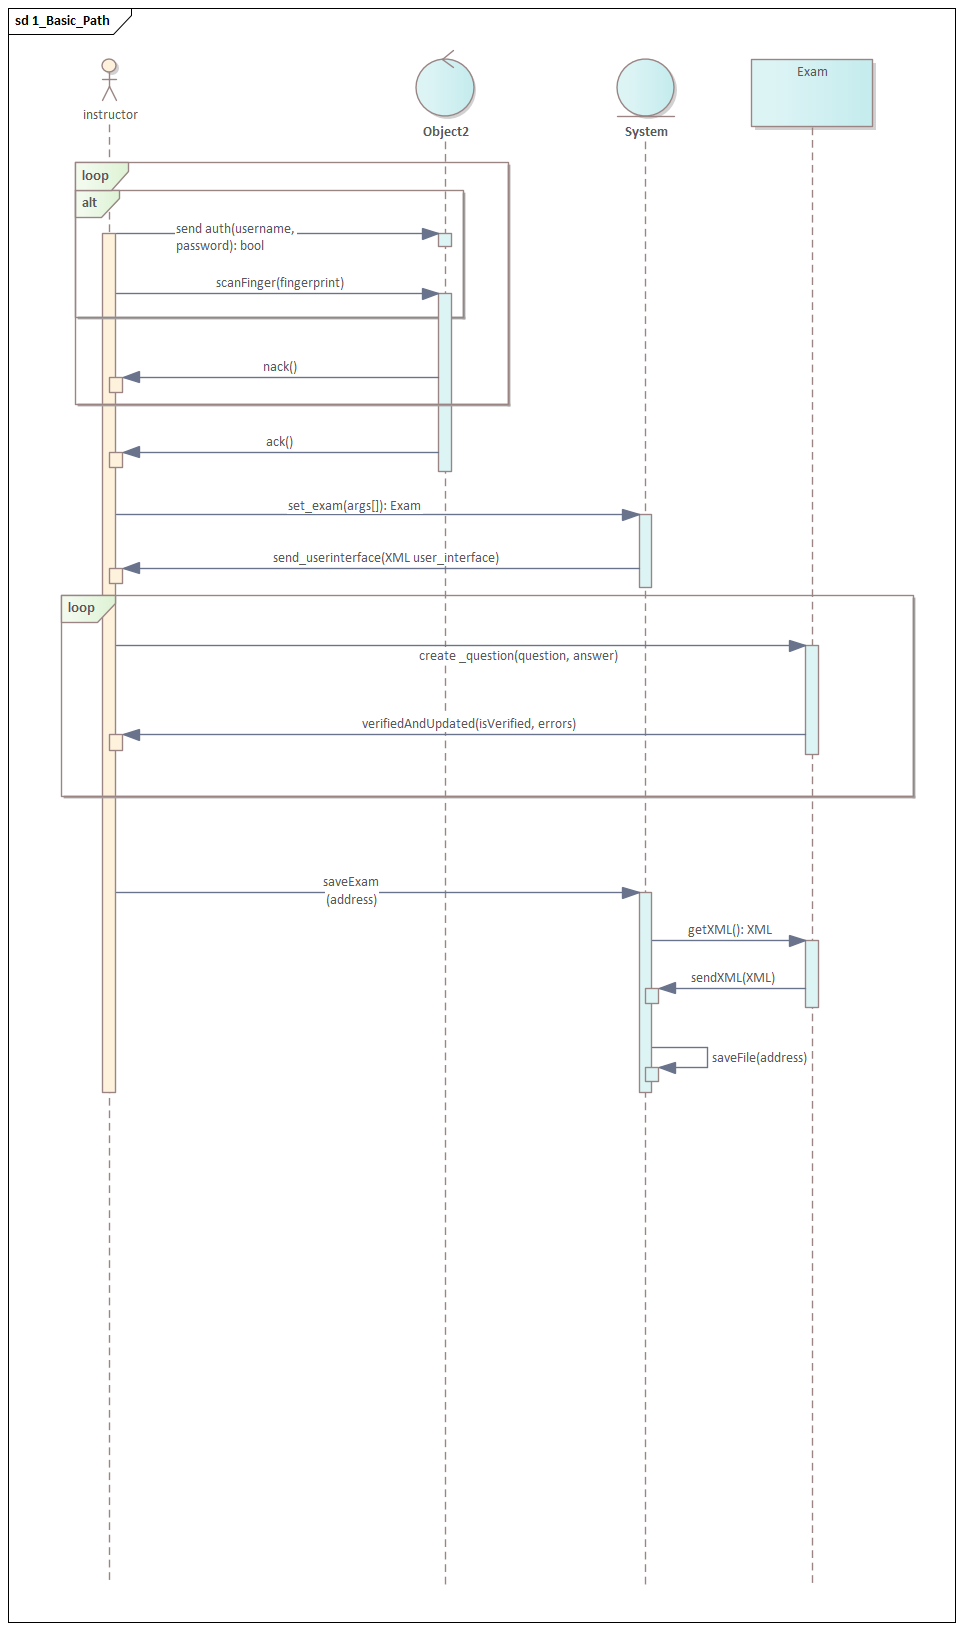 sd 1_Basic_Path
instructor
Object2
System
Exam
loop
alt
send auth(username,
password): bool
scanFinger(fingerprint)
nack()
ack()
set_exam(args[]): Exam
send_userinterface(XML user_interface)
loop
create _question(question, answer)
verifiedAndUpdated(isVerified, errors)
saveExam
(address)
getXML(): XML
sendXML(XML)
saveFile(address)